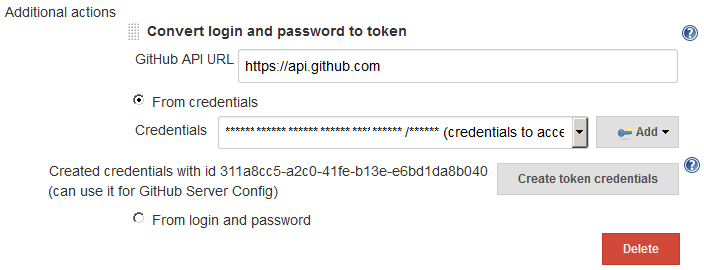 Additional actions
Convert login and password to token
GitHub API URL https://api.github.com
From credentials
Credentials ****************************************** /****** (credentials to acce Add
Created credentials with id 311a8cc5-a2c0-41fe-b13e-e6bd1da8b040
(can use it for GitHub Server Config)
Create token credentials
From login and password
Delete